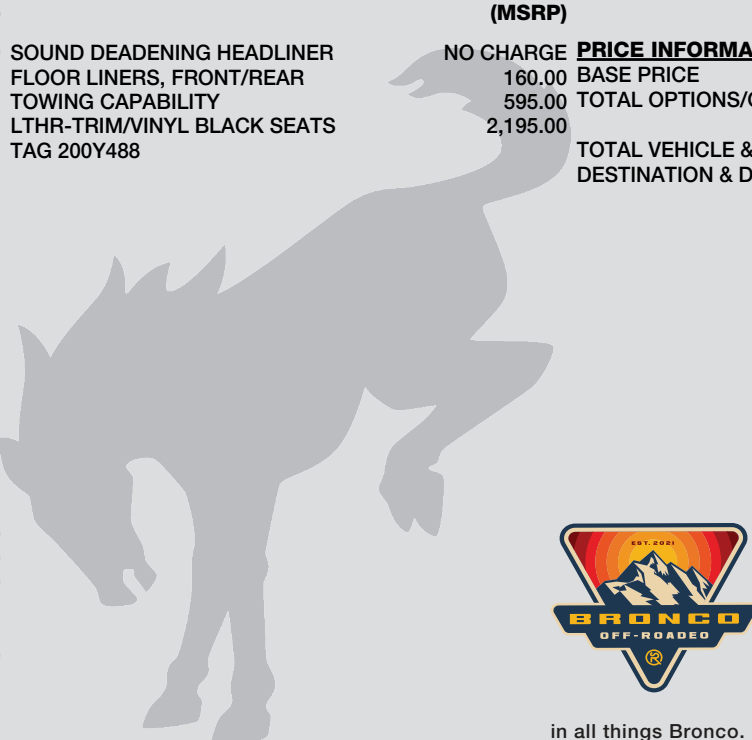 (MSRP)
SOUND DEADENING HEADLINER NO CHARGE
FLOOR LINERS, FRONT/REAR 160.00
TOWING CAPABILITY 595.00
LTHR-TRIM/VINYL BLACK SEATS 2,195.00
TAG 200Y488
PRICE INFORMA
BASE PRICE
TOTAL OPTIONS/
TOTAL VEHICLE &
DESTINATION & D
EST. 2021
BRONCO
OFF-ROADEO
R
in all things Bronco.